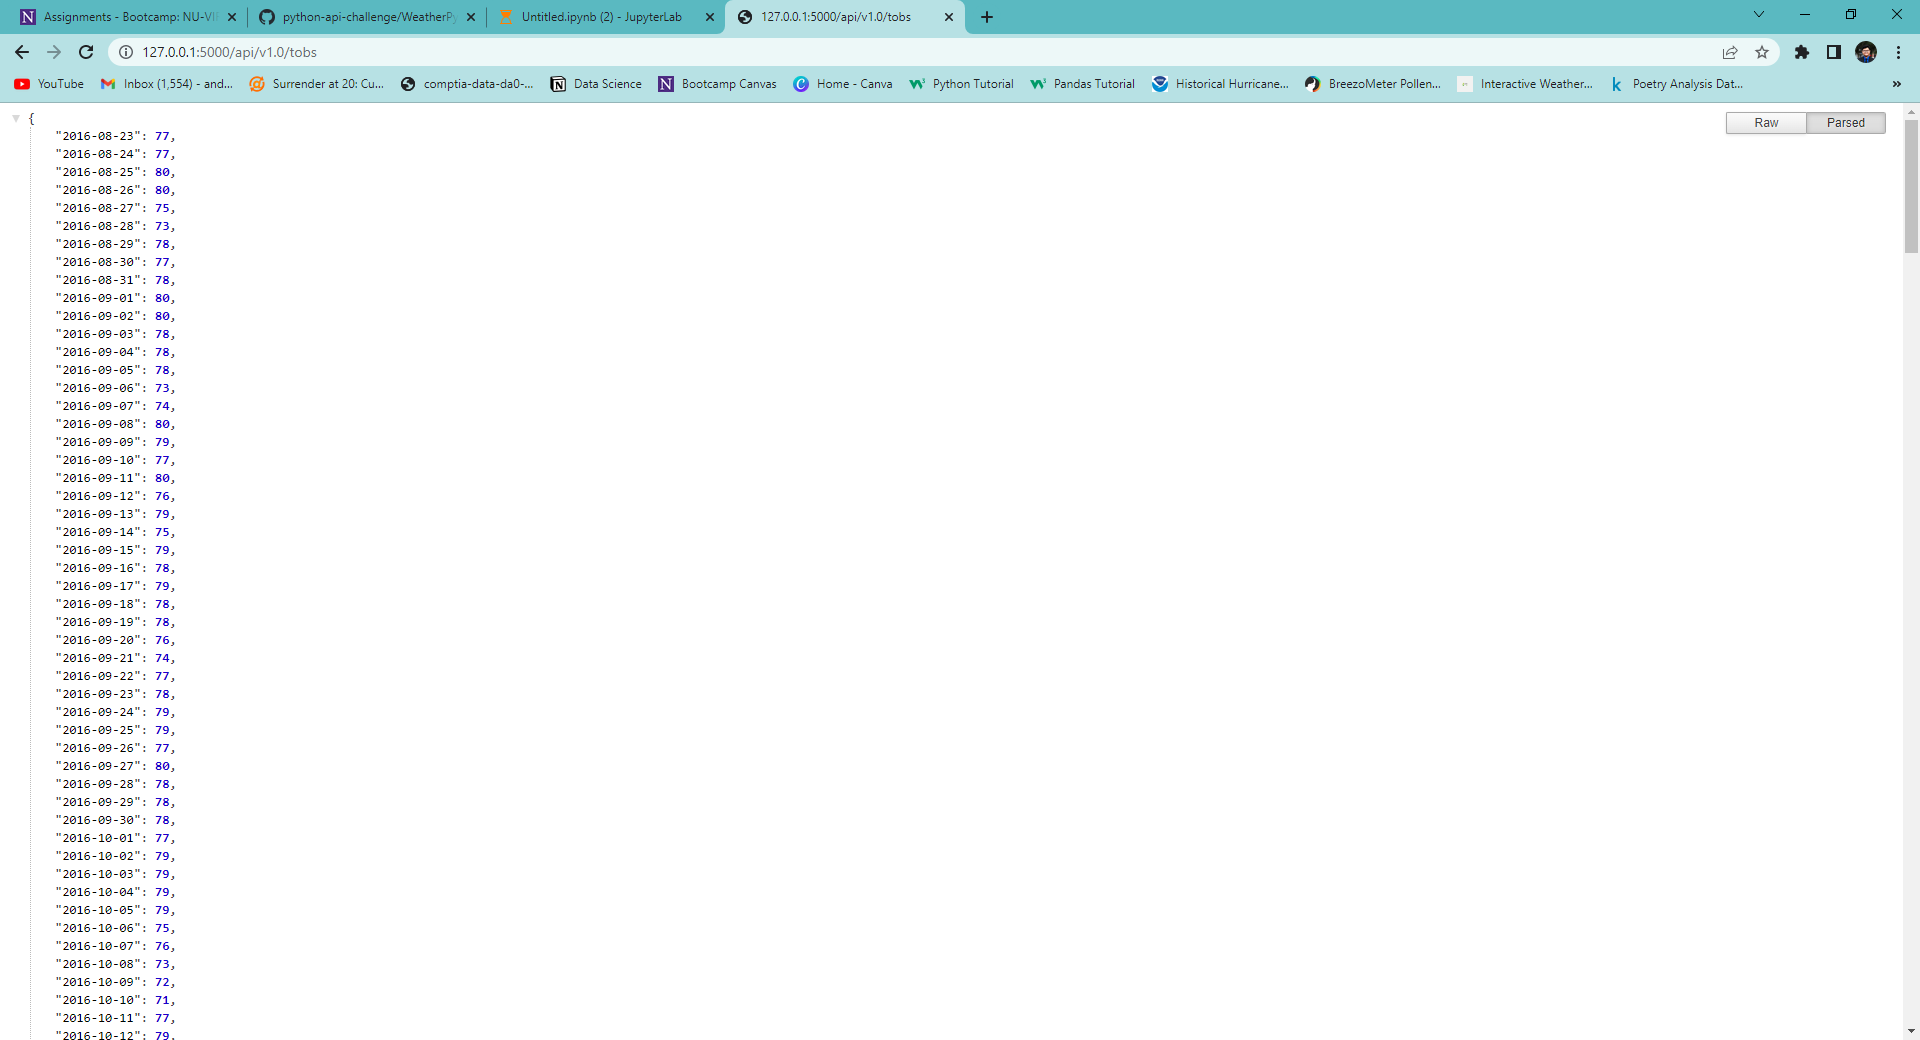 Assignments - Bootcamp: NU-VI
python-api-challenge/WeatherPy
Untitled.ipynb (2) - JupyterLab
127.0.0.1:5000/api/v1.0/tobs
127.0.0.1:5000/api/v1.0/tobs
YouTube
Inbox (1,554) - and...
Surrender at 20: Cu...
comptia-data-da0-...
Data Science
Bootcamp Canvas
Home - Canva
Python Tutorial
Pandas Tutorial
Historical Hurricane...
BreezoMeter Pollen...
Interactive Weather...
Poetry Analysis Dat...
»
Raw
Parsed
{
"2016-08-23": 77,
"2016-08-24": 77,
"2016-08-25": 80,
"2016-08-26": 80,
"2016-08-27": 75,
"2016-08-28": 73,
"2016-08-29": 78,
"2016-08-30": 77,
"2016-08-31": 78,
"2016-09-01": 80,
"2016-09-02": 80,
"2016-09-03": 78,
"2016-09-04": 78,
"2016-09-05": 78,
"2016-09-06": 73,
"2016-09-07": 74,
"2016-09-08": 80,
"2016-09-09": 79,
"2016-09-10": 77,
"2016-09-11": 80,
"2016-09-12": 76,
"2016-09-13": 79,
"2016-09-14": 75,
"2016-09-15": 79,
"2016-09-16": 78,
"2016-09-17": 79,
"2016-09-18": 78,
"2016-09-19": 78,
"2016-09-20": 76,
"2016-09-21": 74,
"2016-09-22": 77,
"2016-09-23": 78,
"2016-09-24": 79,
"2016-09-25": 79,
"2016-09-26": 77,
"2016-09-27": 80,
"2016-09-28": 78,
"2016-09-29": 78,
"2016-09-30": 78,
"2016-10-01": 77,
"2016-10-02": 79,
"2016-10-03": 79,
"2016-10-04": 79,
"2016-10-05": 79,
"2016-10-06": 75,
"2016-10-07": 76,
"2016-10-08": 73,
"2016-10-09": 72,
"2016-10-10": 71,
"2016-10-11": 77,
"2016-10-12": 79,